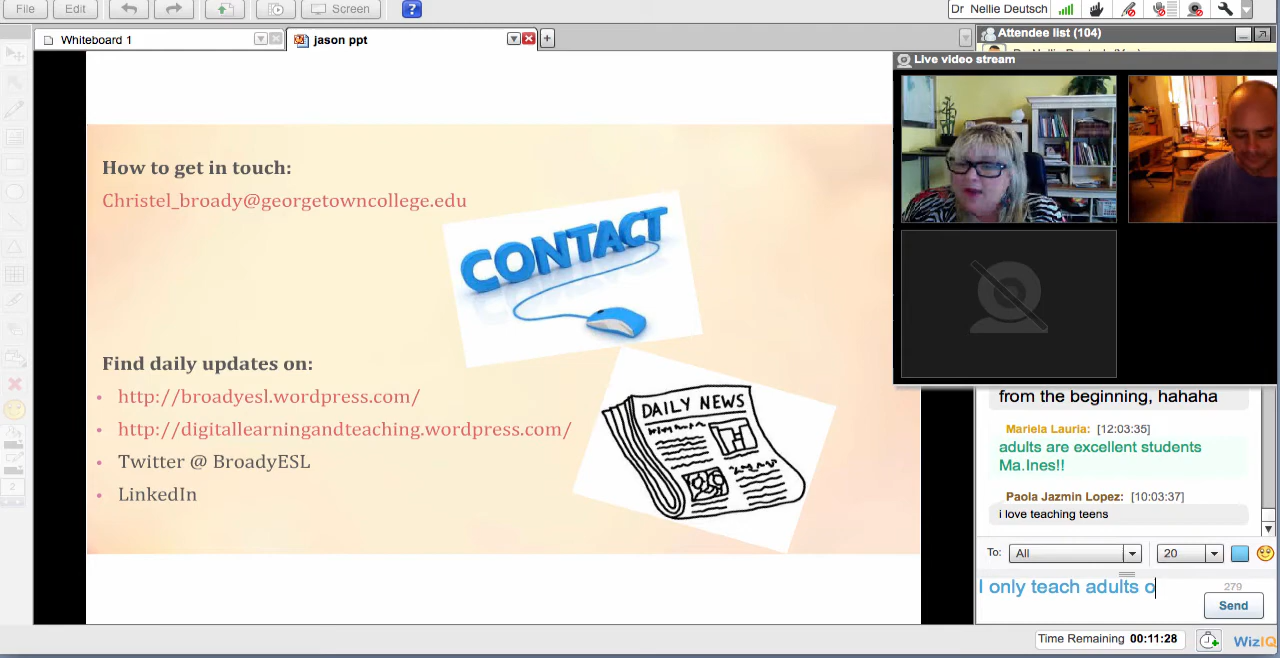 File Edit Screen ?
Dr Nellie Deutsch
Whiteboard 1
jason ppt
Attendee list (104)
Live video stream
How to get in touch:
Christel_broady@georgetowncollege.edu
CONTACT
Find daily updates on:
• http://broadyesl.wordpress.com/
• http://digitallearningandteaching.wordpress.com/
• Twitter @ BroadyESL
• LinkedIn
DAILY NEWS
2
from the beginning, hahaha
Mariela Lauria: [12:03:35]
adults are excellent students
Ma.Ines!!
Paola Jazmin Lopez: [10:03:37]
i love teaching teens
To: All 20
I only teach adults o
279
Send
Time Remaining 00:11:28
WizIQ